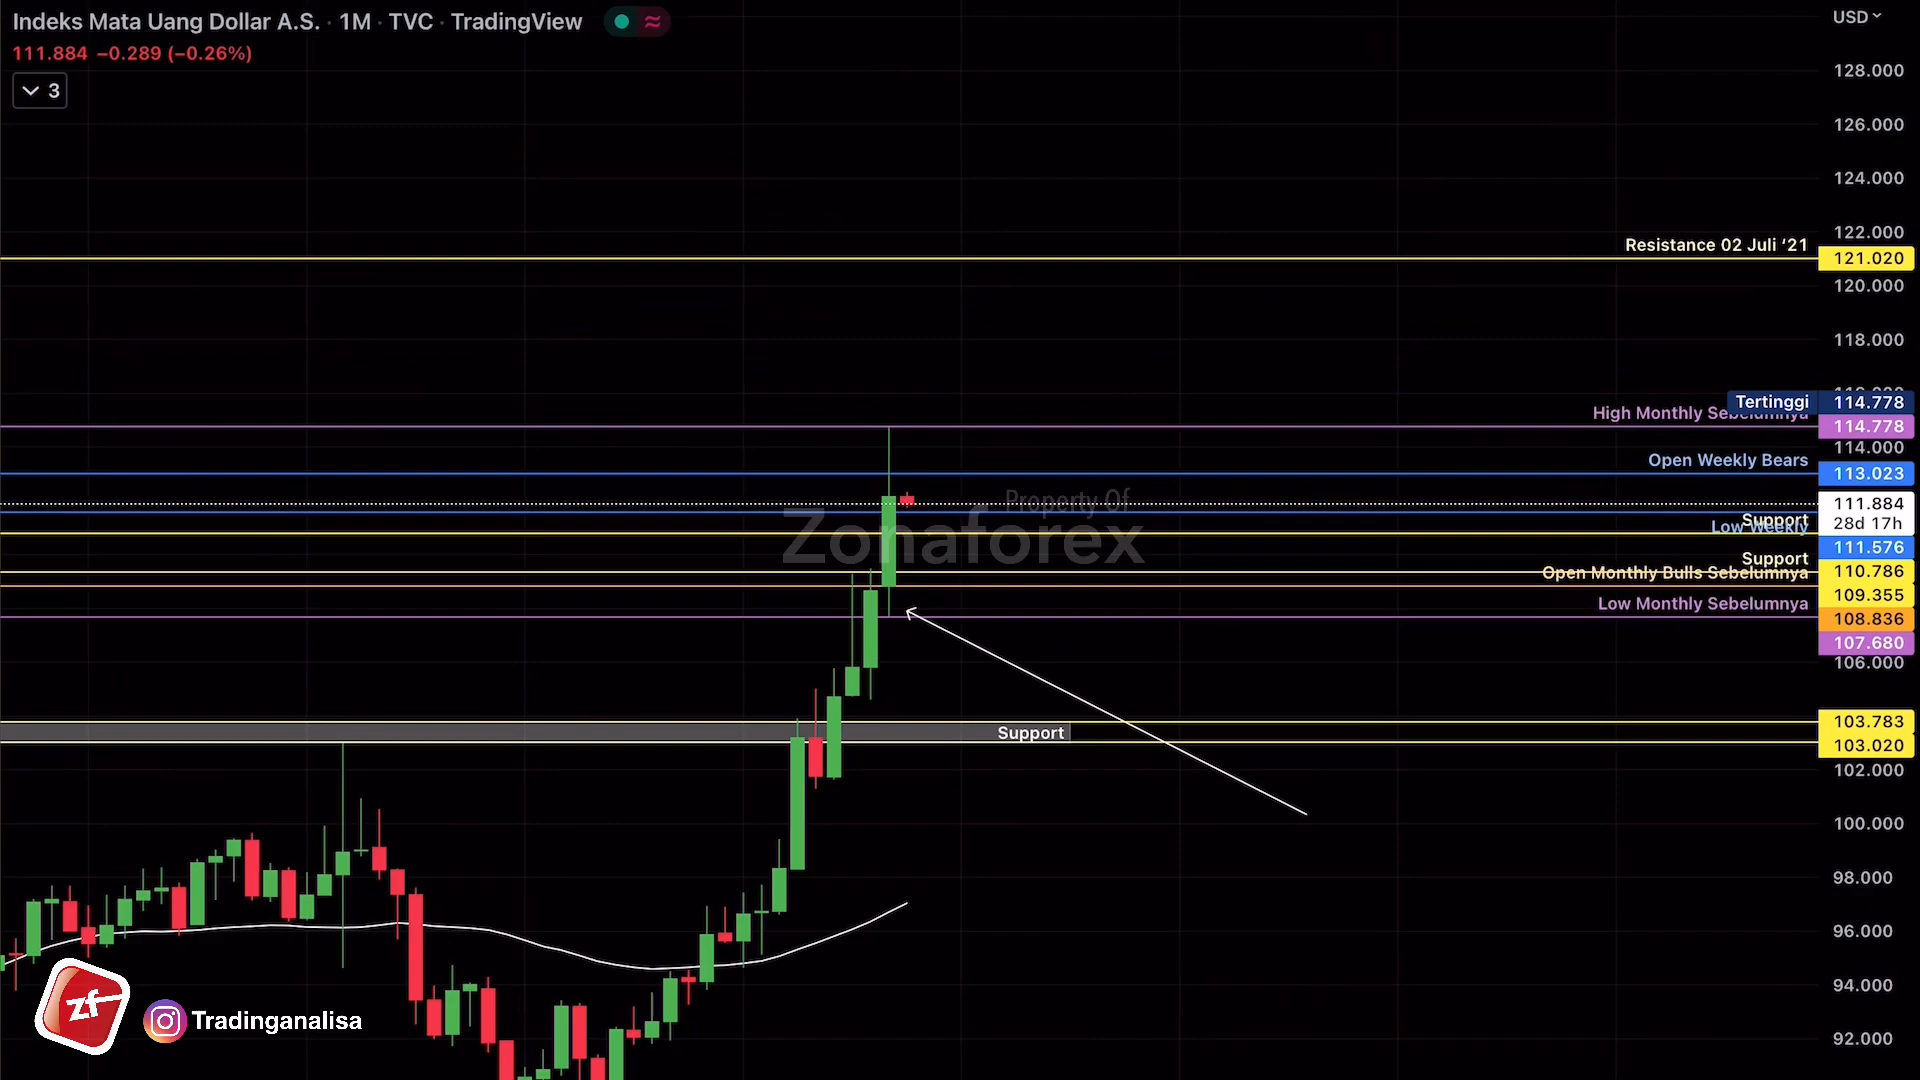 Indeks Mata Uang Dollar A.S. · 1M · TVC · TradingView
111.884 −0.289 (−0.26%)
3
USD
128.000
126.000
124.000
122.000
Resistance 02 Juli ‘21
121.020
120.000
118.000
Tertinggi 114.778
High Monthly Sebelumnya
114.778
114.000
Open Weekly Bears
113.023
Property Of
Zonaforex
111.884
28d 17h
Support
Low Weekly
111.576
Support
110.786
Open Monthly Bulls Sebelumnya
109.355
Low Monthly Sebelumnya
108.836
107.680
106.000
103.783
Support
103.020
102.000
100.000
98.000
96.000
94.000
92.000
zf
Tradinganalisa